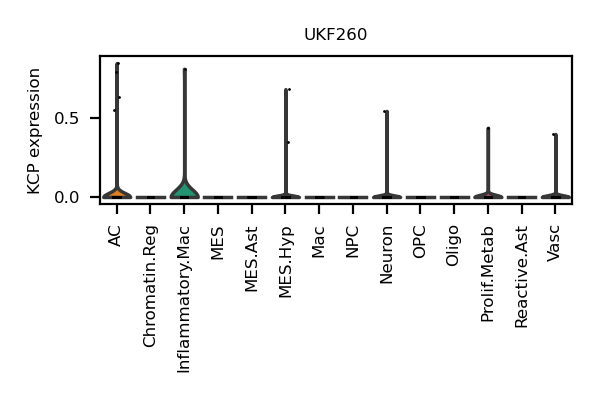 UKF260
KCP expression
0.5
0.0
AC
Chromatin.Reg
Inflammatory.Mac
MES
MES.Ast
MES.Hyp
Mac
NPC
Neuron
OPC
Oligo
Prolif.Metab
Reactive.Ast
Vasc